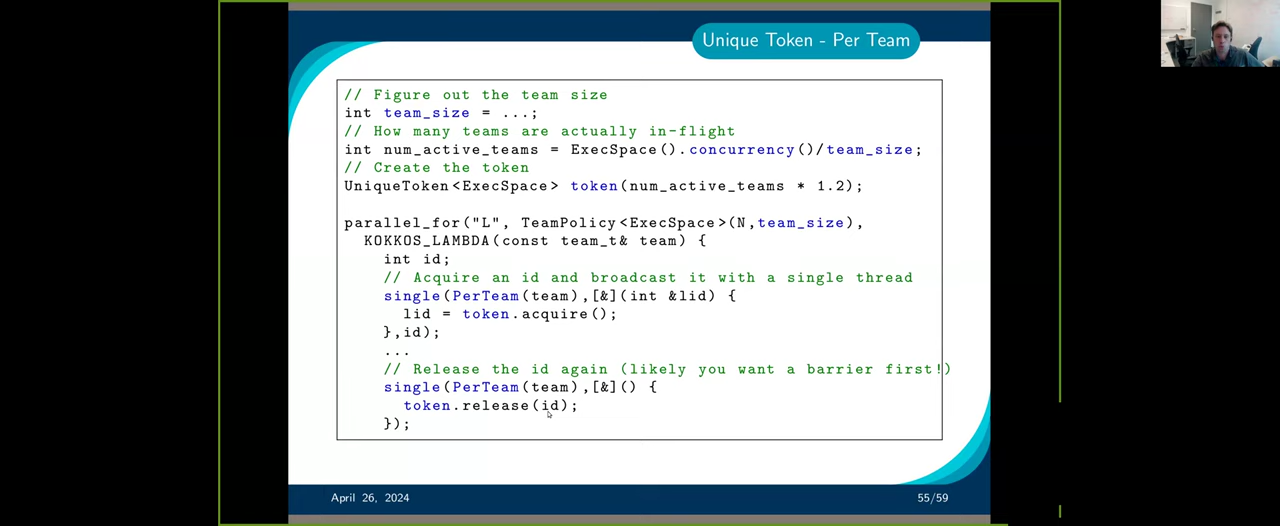 Unique Token - Per Team
// Figure out the team size
int team_size = ...;
// How many teams are actually in-flight
int num_active_teams = ExecSpace().concurrency()/team_size;
// Create the token
UniqueToken<ExecSpace> token(num_active_teams * 1.2);
parallel_for("L", TeamPolicy<ExecSpace>(N,team_size),
KOKKOS_LAMBDA(const team_t& team) {
int id;
// Acquire an id and broadcast it with a single thread
single(PerTeam(team),[&](int &lid) {
lid = token.acquire();
},id);
...
// Release the id again (likely you want a barrier first!)
single(PerTeam(team),[&]() {
token.release(id);
});
April 26, 2024
55/59